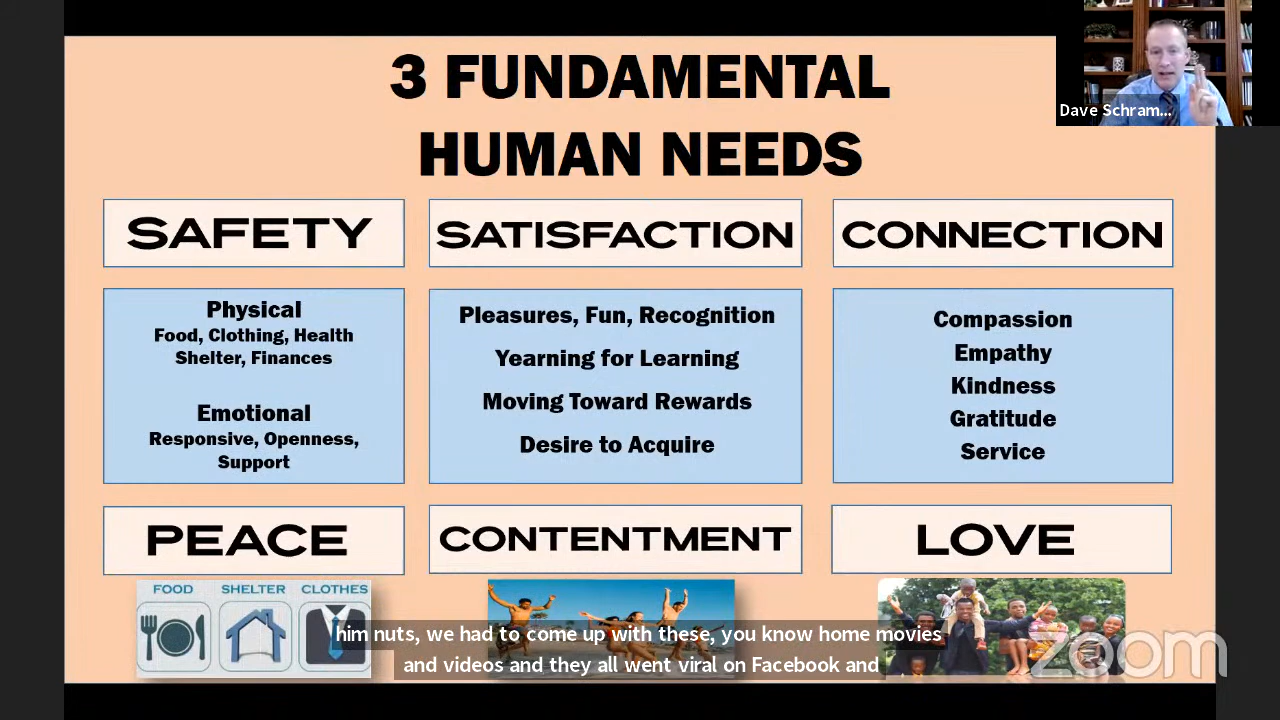 3 FUNDAMENTAL
HUMAN NEEDS
Dave Schram...
SAFETY
SATISFACTION
CONNECTION
Physical
Food, Clothing, Health
Shelter, Finances
Emotional
Responsive, Openness,
Support
Pleasures, Fun, Recognition
Yearning for Learning
Moving Toward Rewards
Desire to Acquire
Compassion
Empathy
Kindness
Gratitude
Service
PEACE
CONTENTMENT
LOVE
FOOD SHELTER CLOTHES
him nuts, we had to come up with these, you know home movies
and videos and they all went viral on Facebook and
zoom